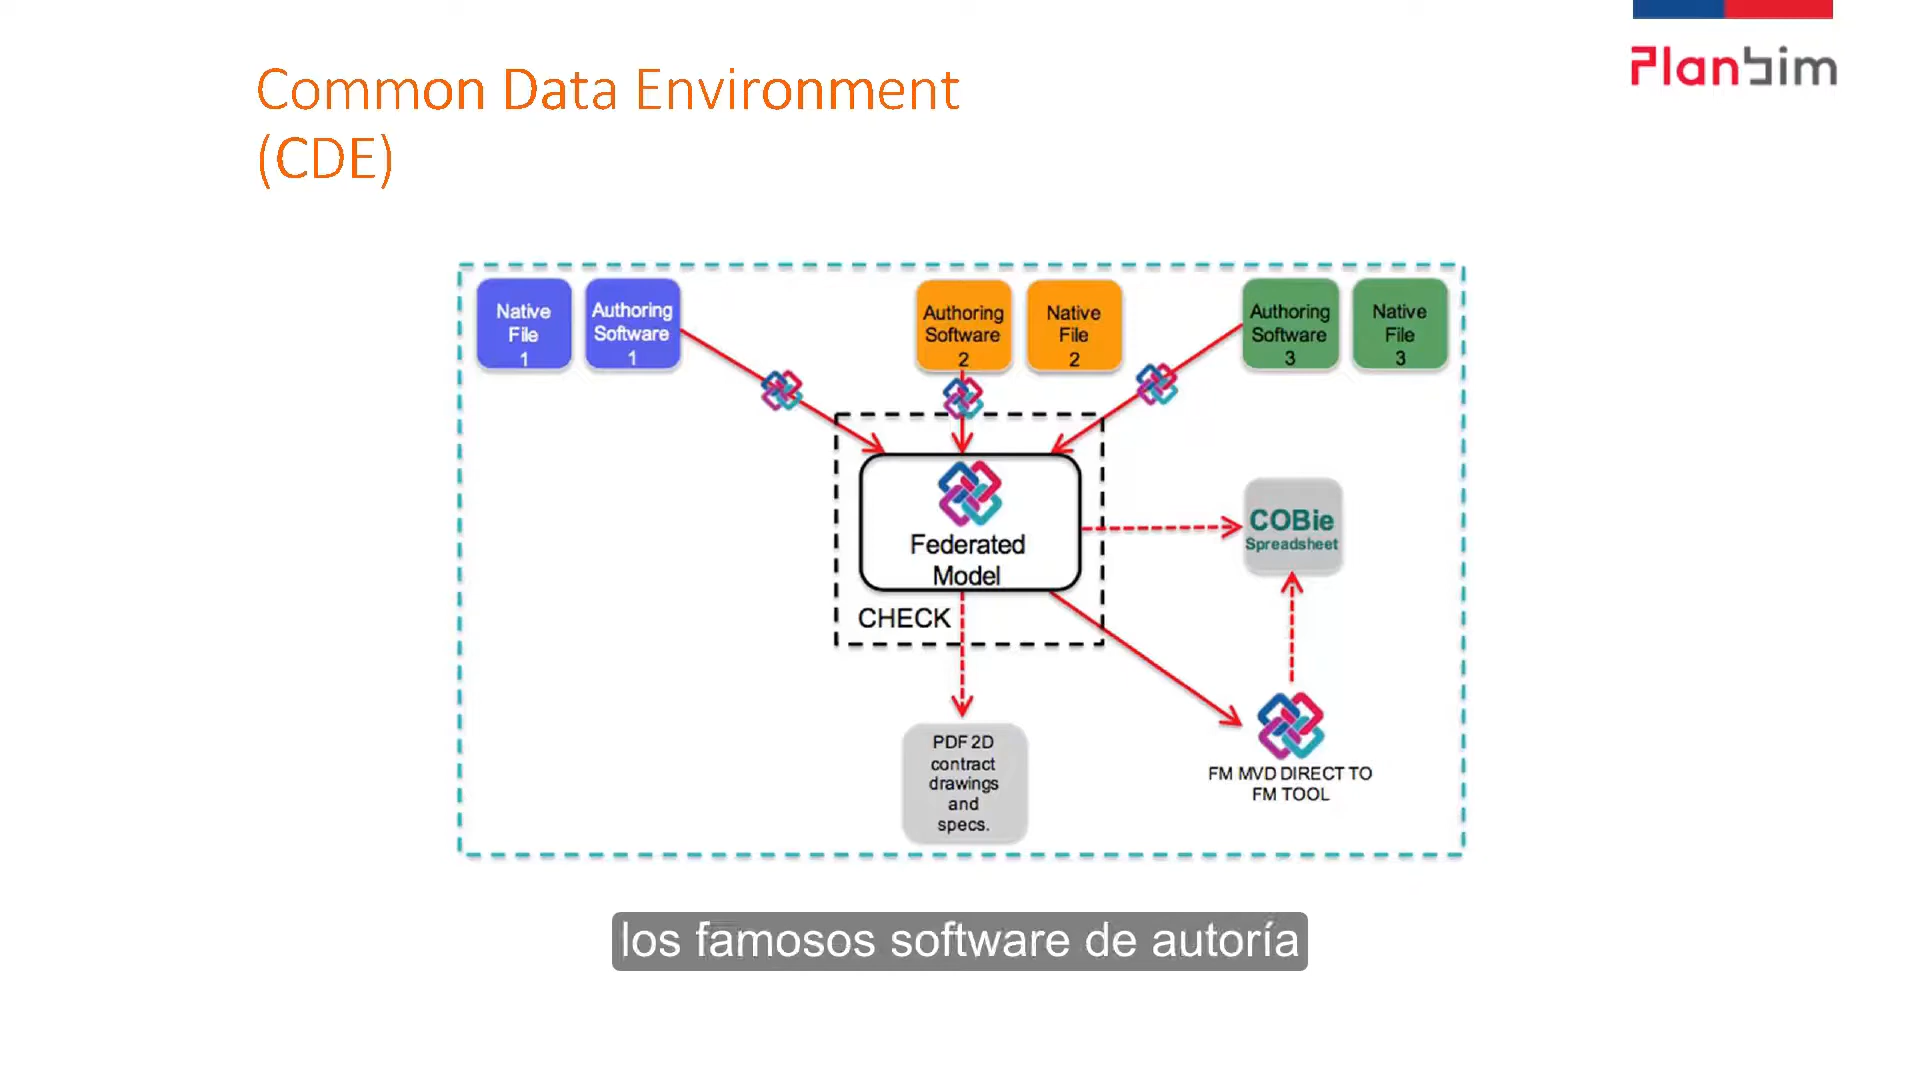 PlanbIm
Common Data Environment
(CDE)
Native
File
1
Authoring
Software
1
Authoring
Software
2
Native
File
2
Authoring
Software
3
Native
File
3
Federated
Model
CHECK
COBie
Spreadsheet
PDF 2D
contract
drawings
and
specs.
FM MVD DIRECT TO
FM TOOL
los famosos software de autoría